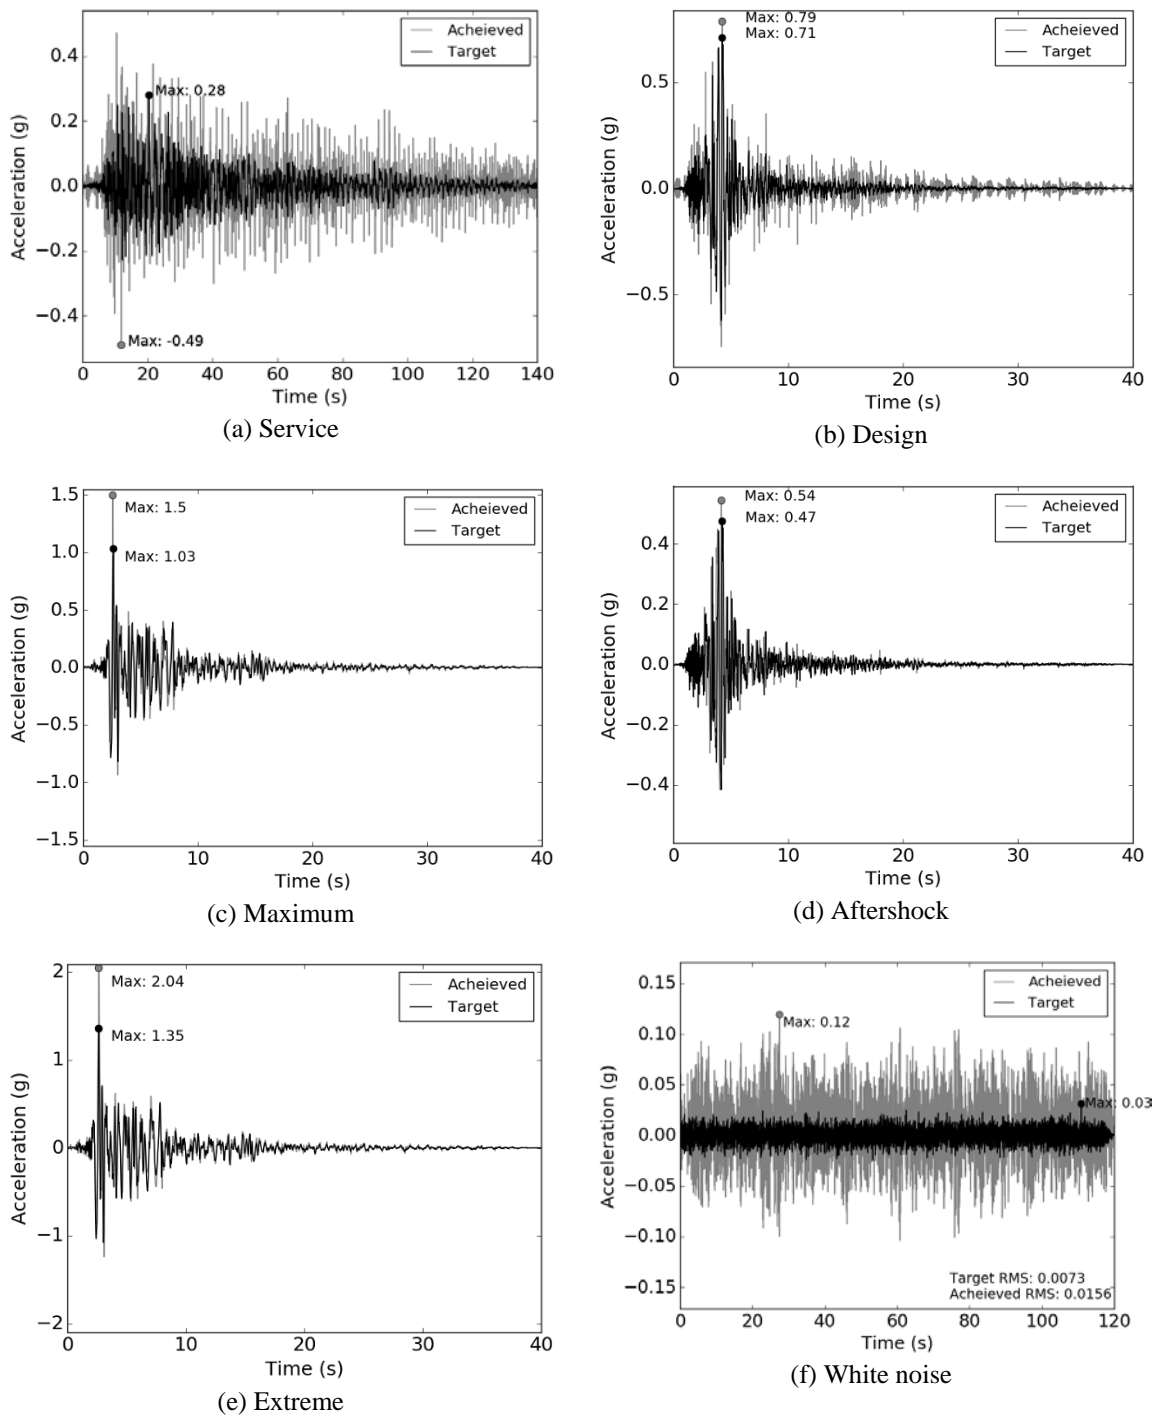 Acheieved
Target
Max: 0.28
Max: -0.49
Acceleration (g)
0.4
0.2
0.0
−0.2
−0.4
0 20 40 60 80 100 120 140
Time (s)
(a) Service
Max: 0.79
Max: 0.71
Acheieved
Target
Acceleration (g)
0.5
0.0
−0.5
0 10 20 30 40
Time (s)
(b) Design
Max: 1.5
Max: 1.03
Acheieved
Target
Acceleration (g)
1.5
1.0
0.5
0.0
−0.5
−1.0
−1.5
0 10 20 30 40
Time (s)
(c) Maximum
Max: 0.54
Max: 0.47
Acheieved
Target
Acceleration (g)
0.4
0.2
0.0
−0.2
−0.4
0 10 20 30 40
Time (s)
(d) Aftershock
Max: 2.04
Max: 1.35
Acheieved
Target
Acceleration (g)
2
1
0
−1
−2
0 10 20 30 40
Time (s)
(e) Extreme
Acheieved
Target
Max: 0.12
Max: 0.03
Acceleration (g)
0.15
0.10
0.05
0.00
−0.05
−0.10
−0.15
Target RMS: 0.0073
Acheieved RMS: 0.0156
0 20 40 60 80 100 120
Time (s)
(f) White noise